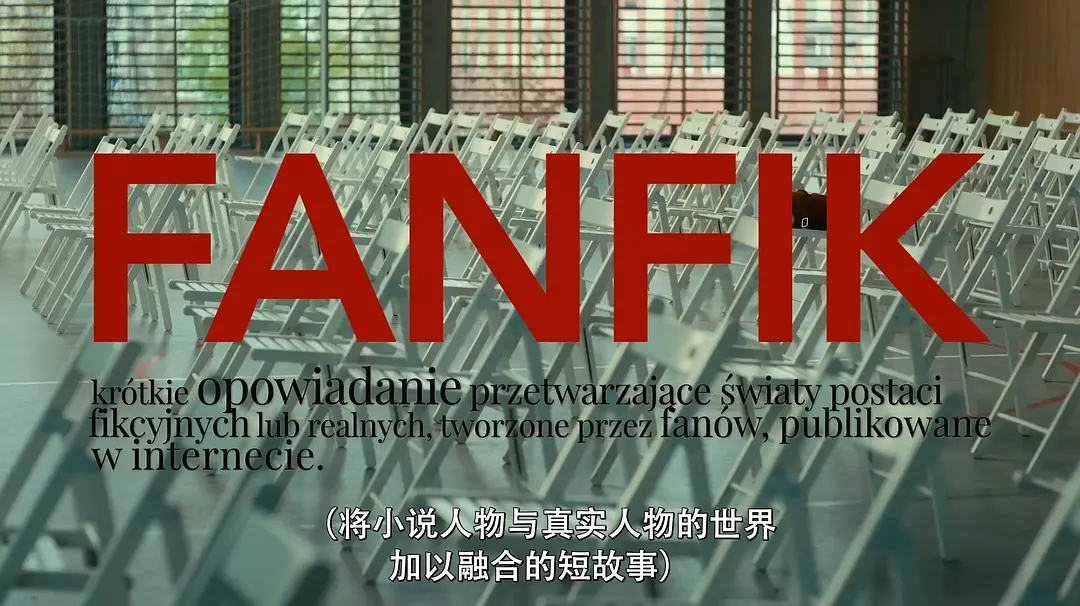 FANFIK
krótkie opowiadanie przetwarzające światy postaci
fikcyjnych lub realnych, tworzone przez fanów, publikowane
w internecie.
(将小说人物与真实人物的世界
加以融合的短故事)